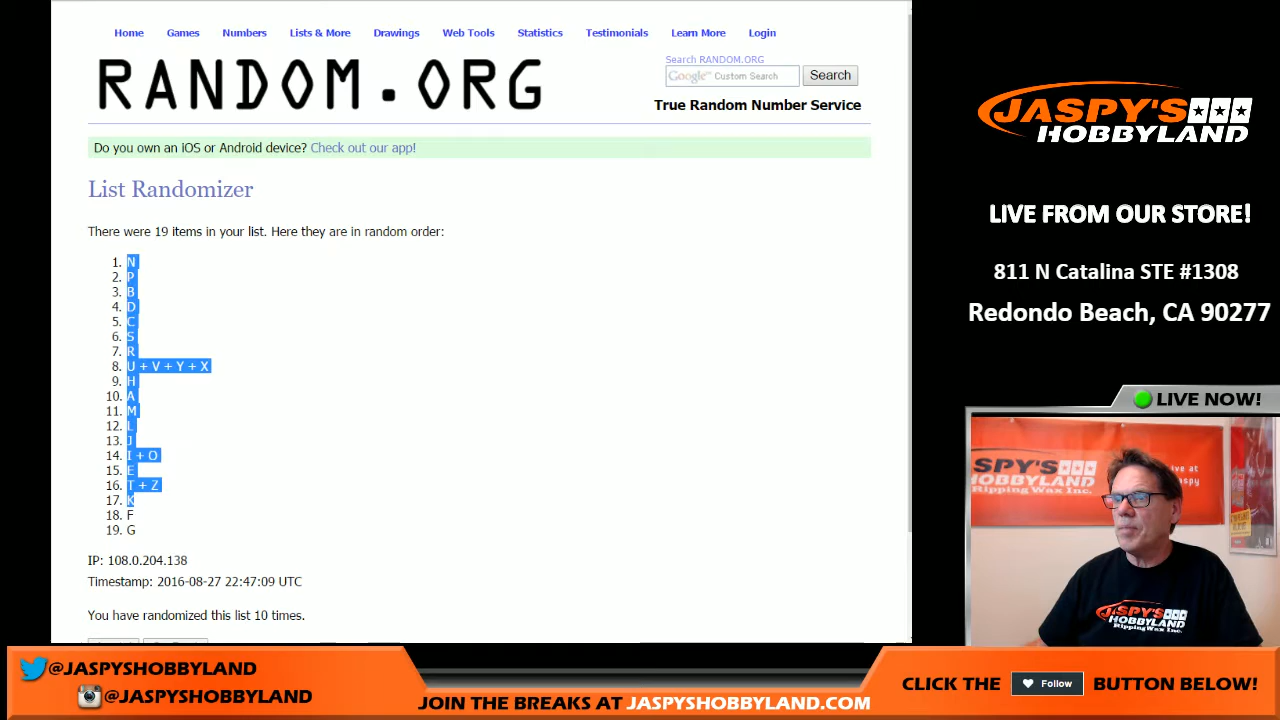 Home Games Numbers Lists & More Drawings Web Tools Statistics Testimonials Learn More Login
RANDOM.ORG
Search RANDOM.ORG
Google™ Custom Search
Search
True Random Number Service
Do you own an iOS or Android device? Check out our app!
List Randomizer
There were 19 items in your list. Here they are in random order:
1. N
2. P
3. B
4. D
5. C
6. S
7. R
8. U + V + Y + X
9. H
10. A
11. M
12. L
13. J
14. I + O
15. E
16. T + Z
17. K
18. F
19. G
IP: 108.0.204.138
Timestamp: 2016-08-27 22:47:09 UTC
You have randomized this list 10 times.
JASPY'S
HOBBYLAND
LIVE FROM OUR STORE!
811 N Catalina STE #1308
Redondo Beach, CA 90277
LIVE NOW!
SPY'S
HOBBYLAND
Ripping Wax Inc.
JASPY'S
HOBBYLAND
RippingWax Inc.
@JASPYSHOBBYLAND
@JASPYSHOBBYLAND
JOIN THE BREAKS AT JASPYSHOBBYLAND.COM
CLICK THE Follow BUTTON BELOW!